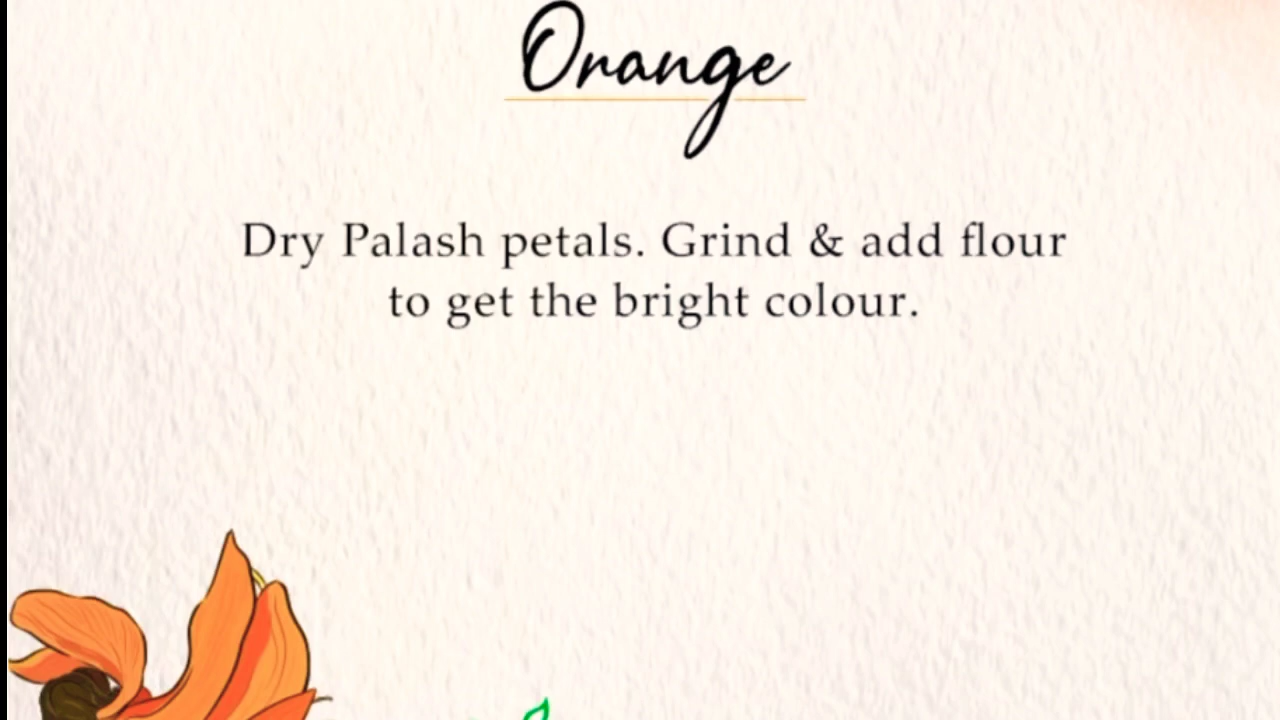 Orange
Dry Palash petals. Grind & add flour
to get the bright colour.